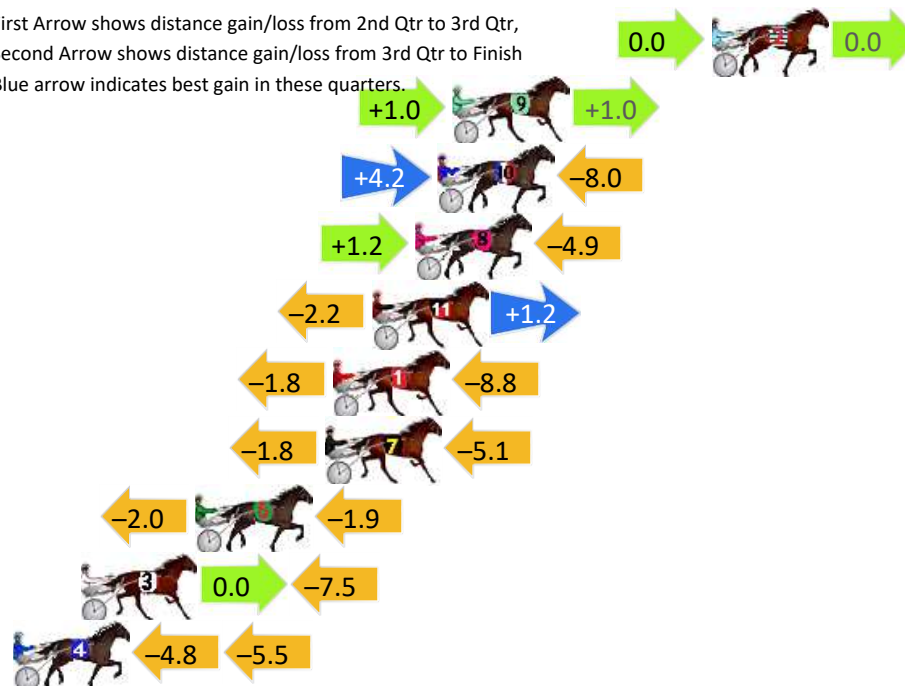 irst Arrow shows distance gain/loss from 2nd Qtr to 3rd Qtr,
econd Arrow shows distance gain/loss from 3rd Qtr to Finish
Blue arrow indicates best gain in these quarters.
0.0 2 0.0
+1.0 9 +1.0
+4.2 10 –8.0
+1.2 8 –4.9
–2.2 11 +1.2
–1.8 1 –8.8
–1.8 7 –5.1
–2.0 –1.9
3 0.0 –7.5
4 –4.8 –5.5